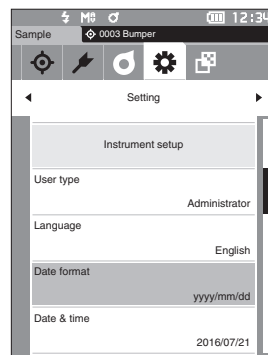 12:34
Sample
0003 Bumper
Setting
Instrument setup
User type
Administrator
Language
English
Date format
yyyy/mm/dd
Date & time
2016/07/21